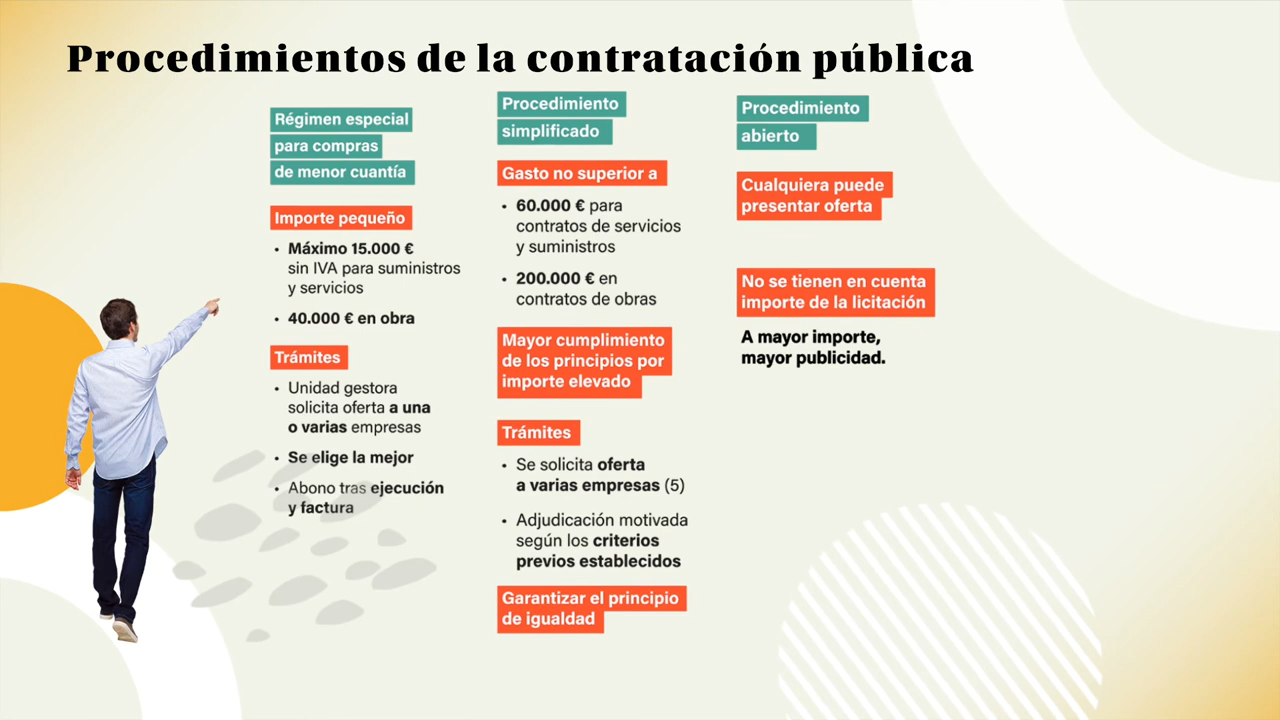 Procedimientos de la contratación pública
Régimen especial
para compras
de menor cuantía
Importe pequeño
• Máximo 15.000 €
sin IVA para suministros
y servicios
• 40.000 € en obra
Trámites
• Unidad gestora
solicita oferta a una
o varias empresas
• Se elige la mejor
• Abono tras ejecución
y factura
Procedimiento
simplificado
Gasto no superior a
• 60.000 € para
contratos de servicios
y suministros
• 200.000 € en
contratos de obras
Mayor cumplimiento
de los principios por
importe elevado
Trámites
• Se solicita oferta
a varias empresas (5)
• Adjudicación motivada
según los criterios
previos establecidos
Garantizar el principio
de igualdad
Procedimiento
abierto
Cualquiera puede
presentar oferta
No se tienen en cuenta
importe de la licitación
A mayor importe,
mayor publicidad.